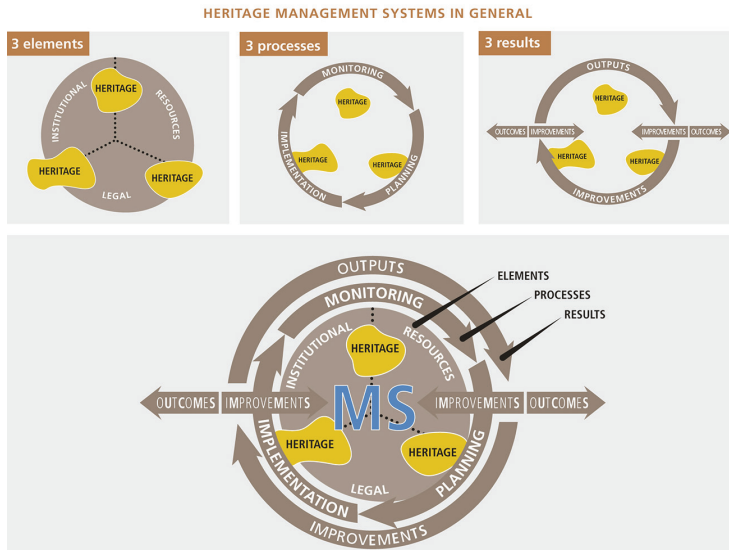 HERITAGE MANAGEMENT SYSTEMS IN GENERAL
3 elements
INSTITUTIONAL
RESOURCES
LEGAL
HERITAGE
HERITAGE
HERITAGE
3 processes
MONITORING
PLANNING
IMPLEMENTATION
HERITAGE
HERITAGE
HERITAGE
3 results
OUTPUTS
OUTCOMES IMPROVEMENTS
IMPROVEMENTS OUTCOMES
IMPROVEMENTS
HERITAGE
HERITAGE
HERITAGE
OUTPUTS
MONITORING
INSTITUTIONAL
RESOURCES
HERITAGE
ELEMENTS
PROCESSES
RESULTS
OUTCOMES IMPROVEMENTS
MS
IMPROVEMENTS OUTCOMES
HERITAGE
HERITAGE
IMPLEMENTATION
PLANNING
LEGAL
IMPROVEMENTS